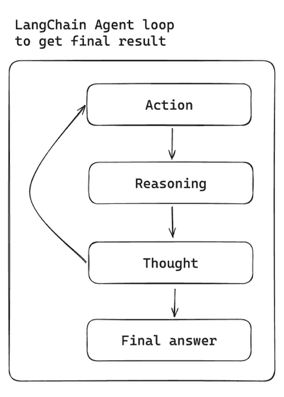 LangChain Agent loop
to get final result
Action
Reasoning
Thought
Final answer